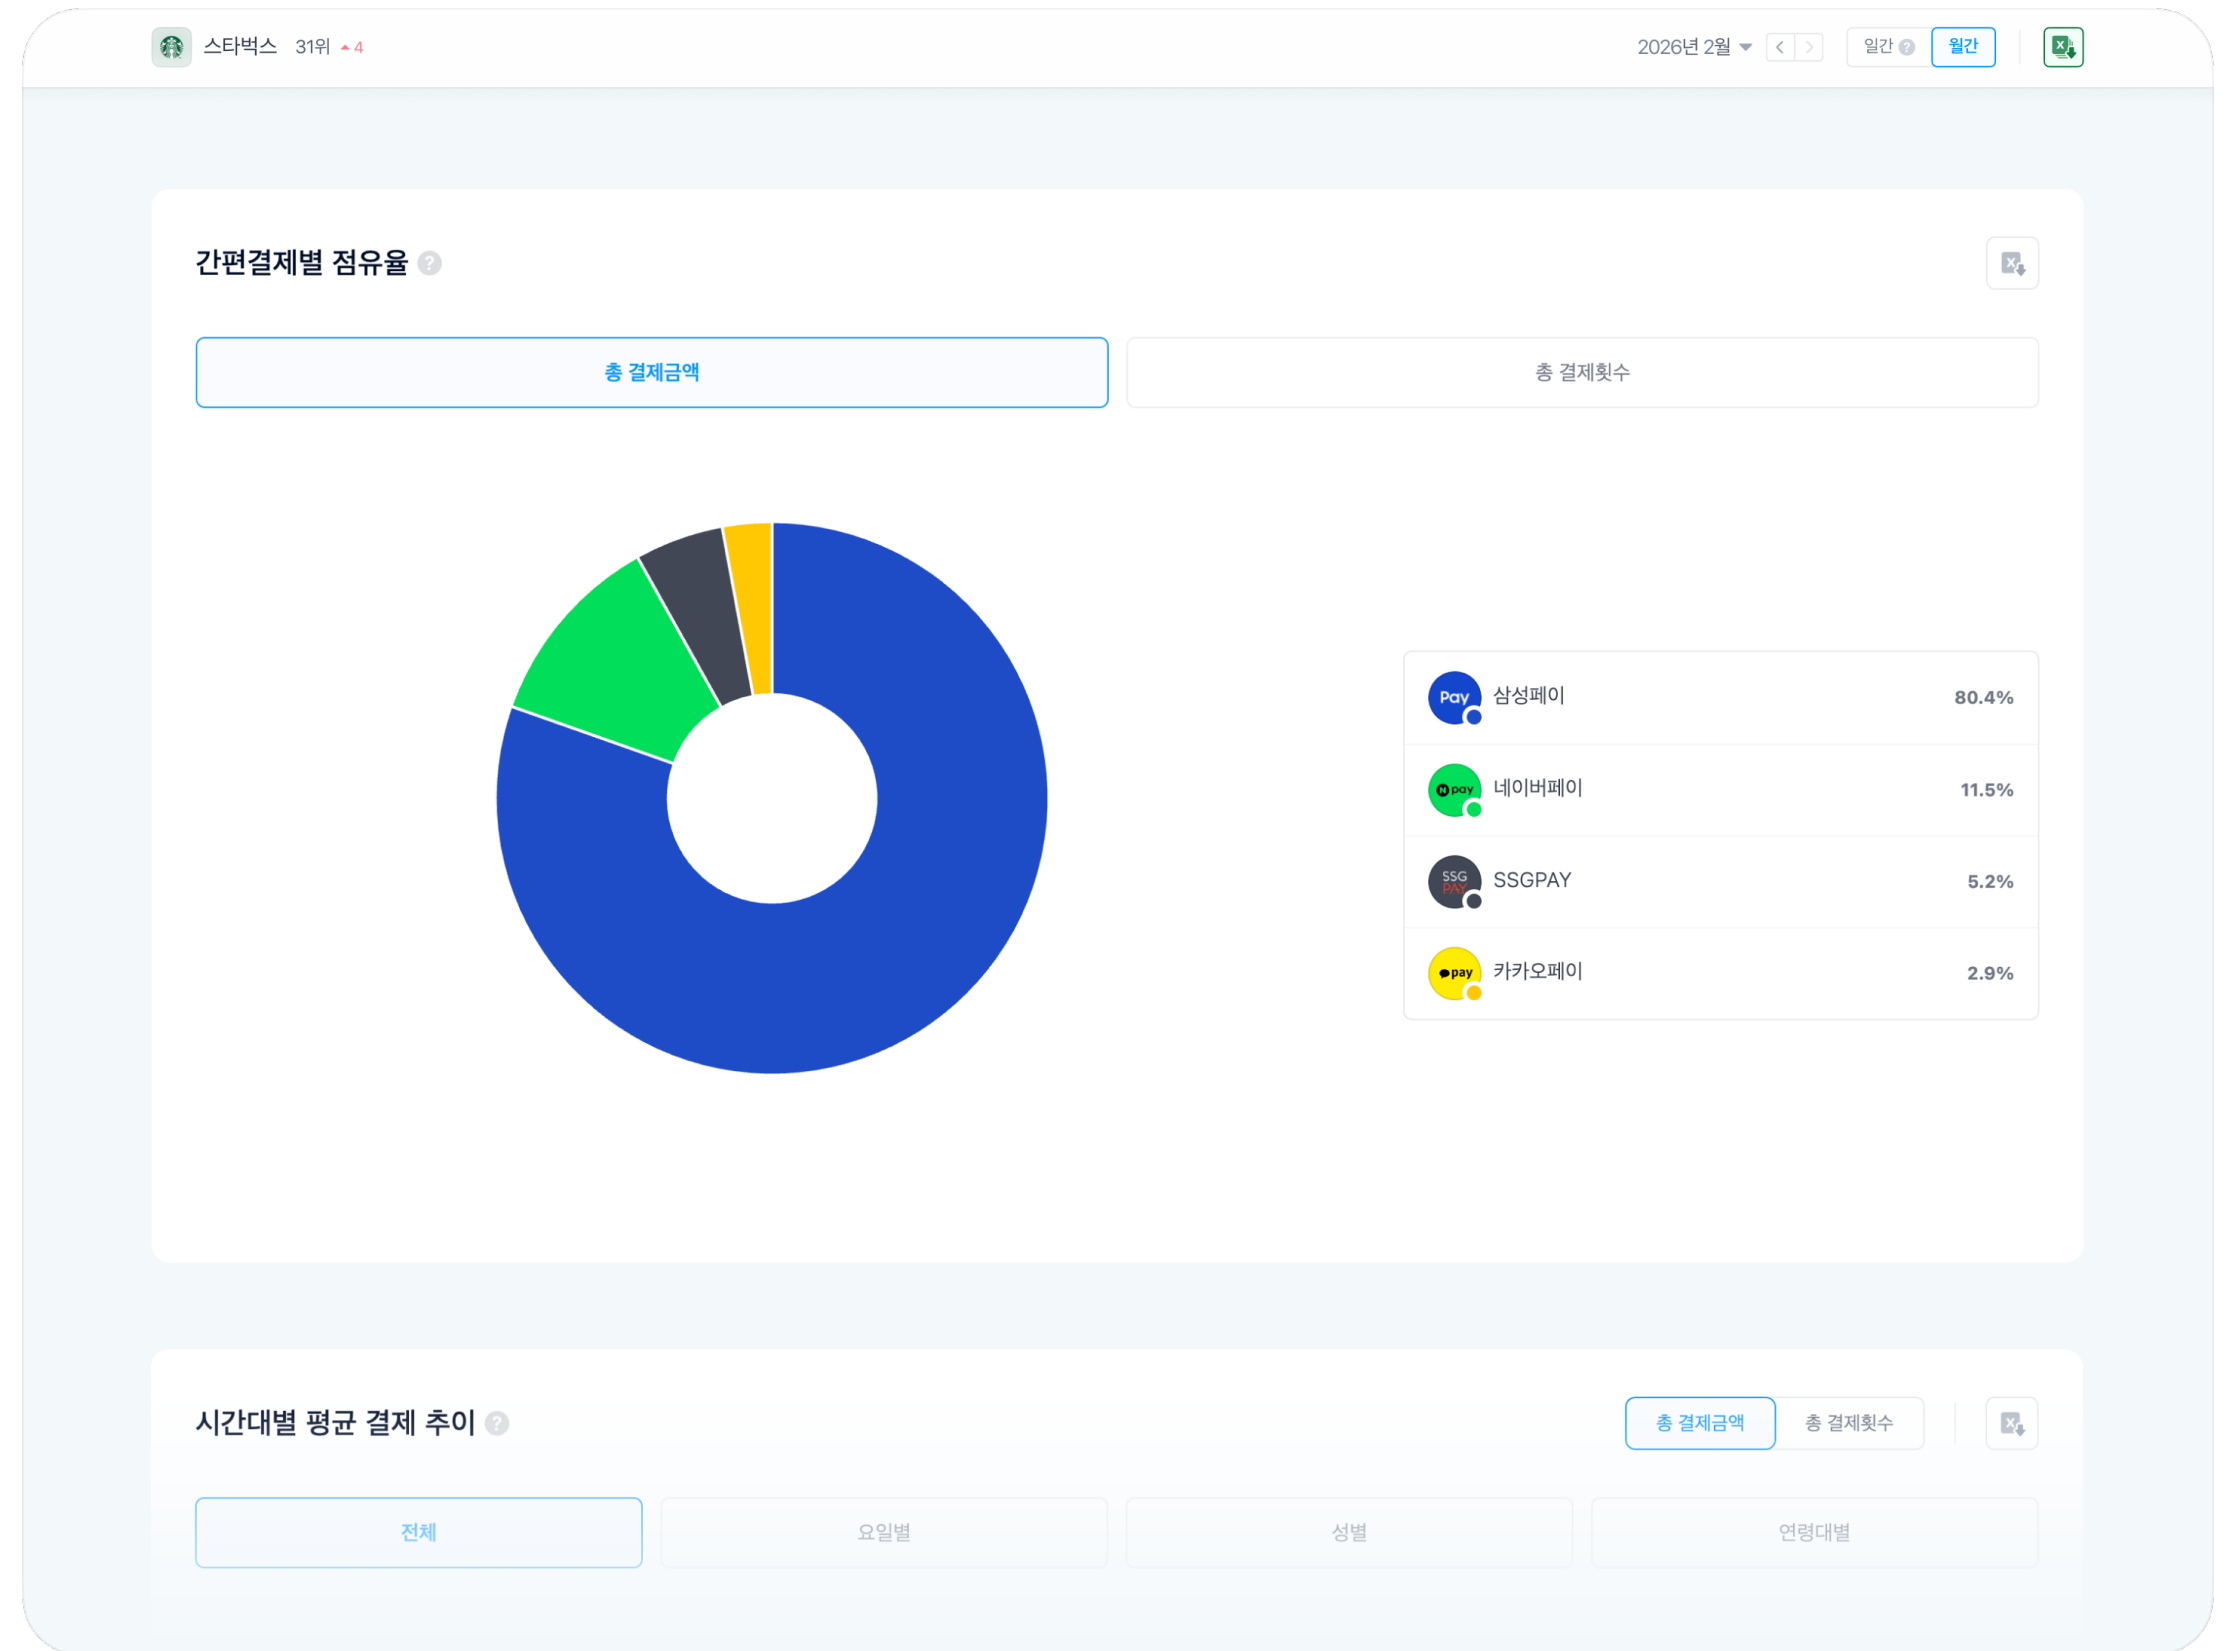 스타벅스 31위 4 2026년 2월 일간 ? 월간
간편결제별 점유율 ?
총 결제금액 총 결제횟수
Pay 삼성페이 80.4%
N pay 네이버페이 11.5%
SSG PAY SSGPAY 5.2%
pay 카카오페이 2.9%
시간대별 평균 결제 추이 ? 총 결제금액 총 결제횟수
전체 요일별 성별 연령대별